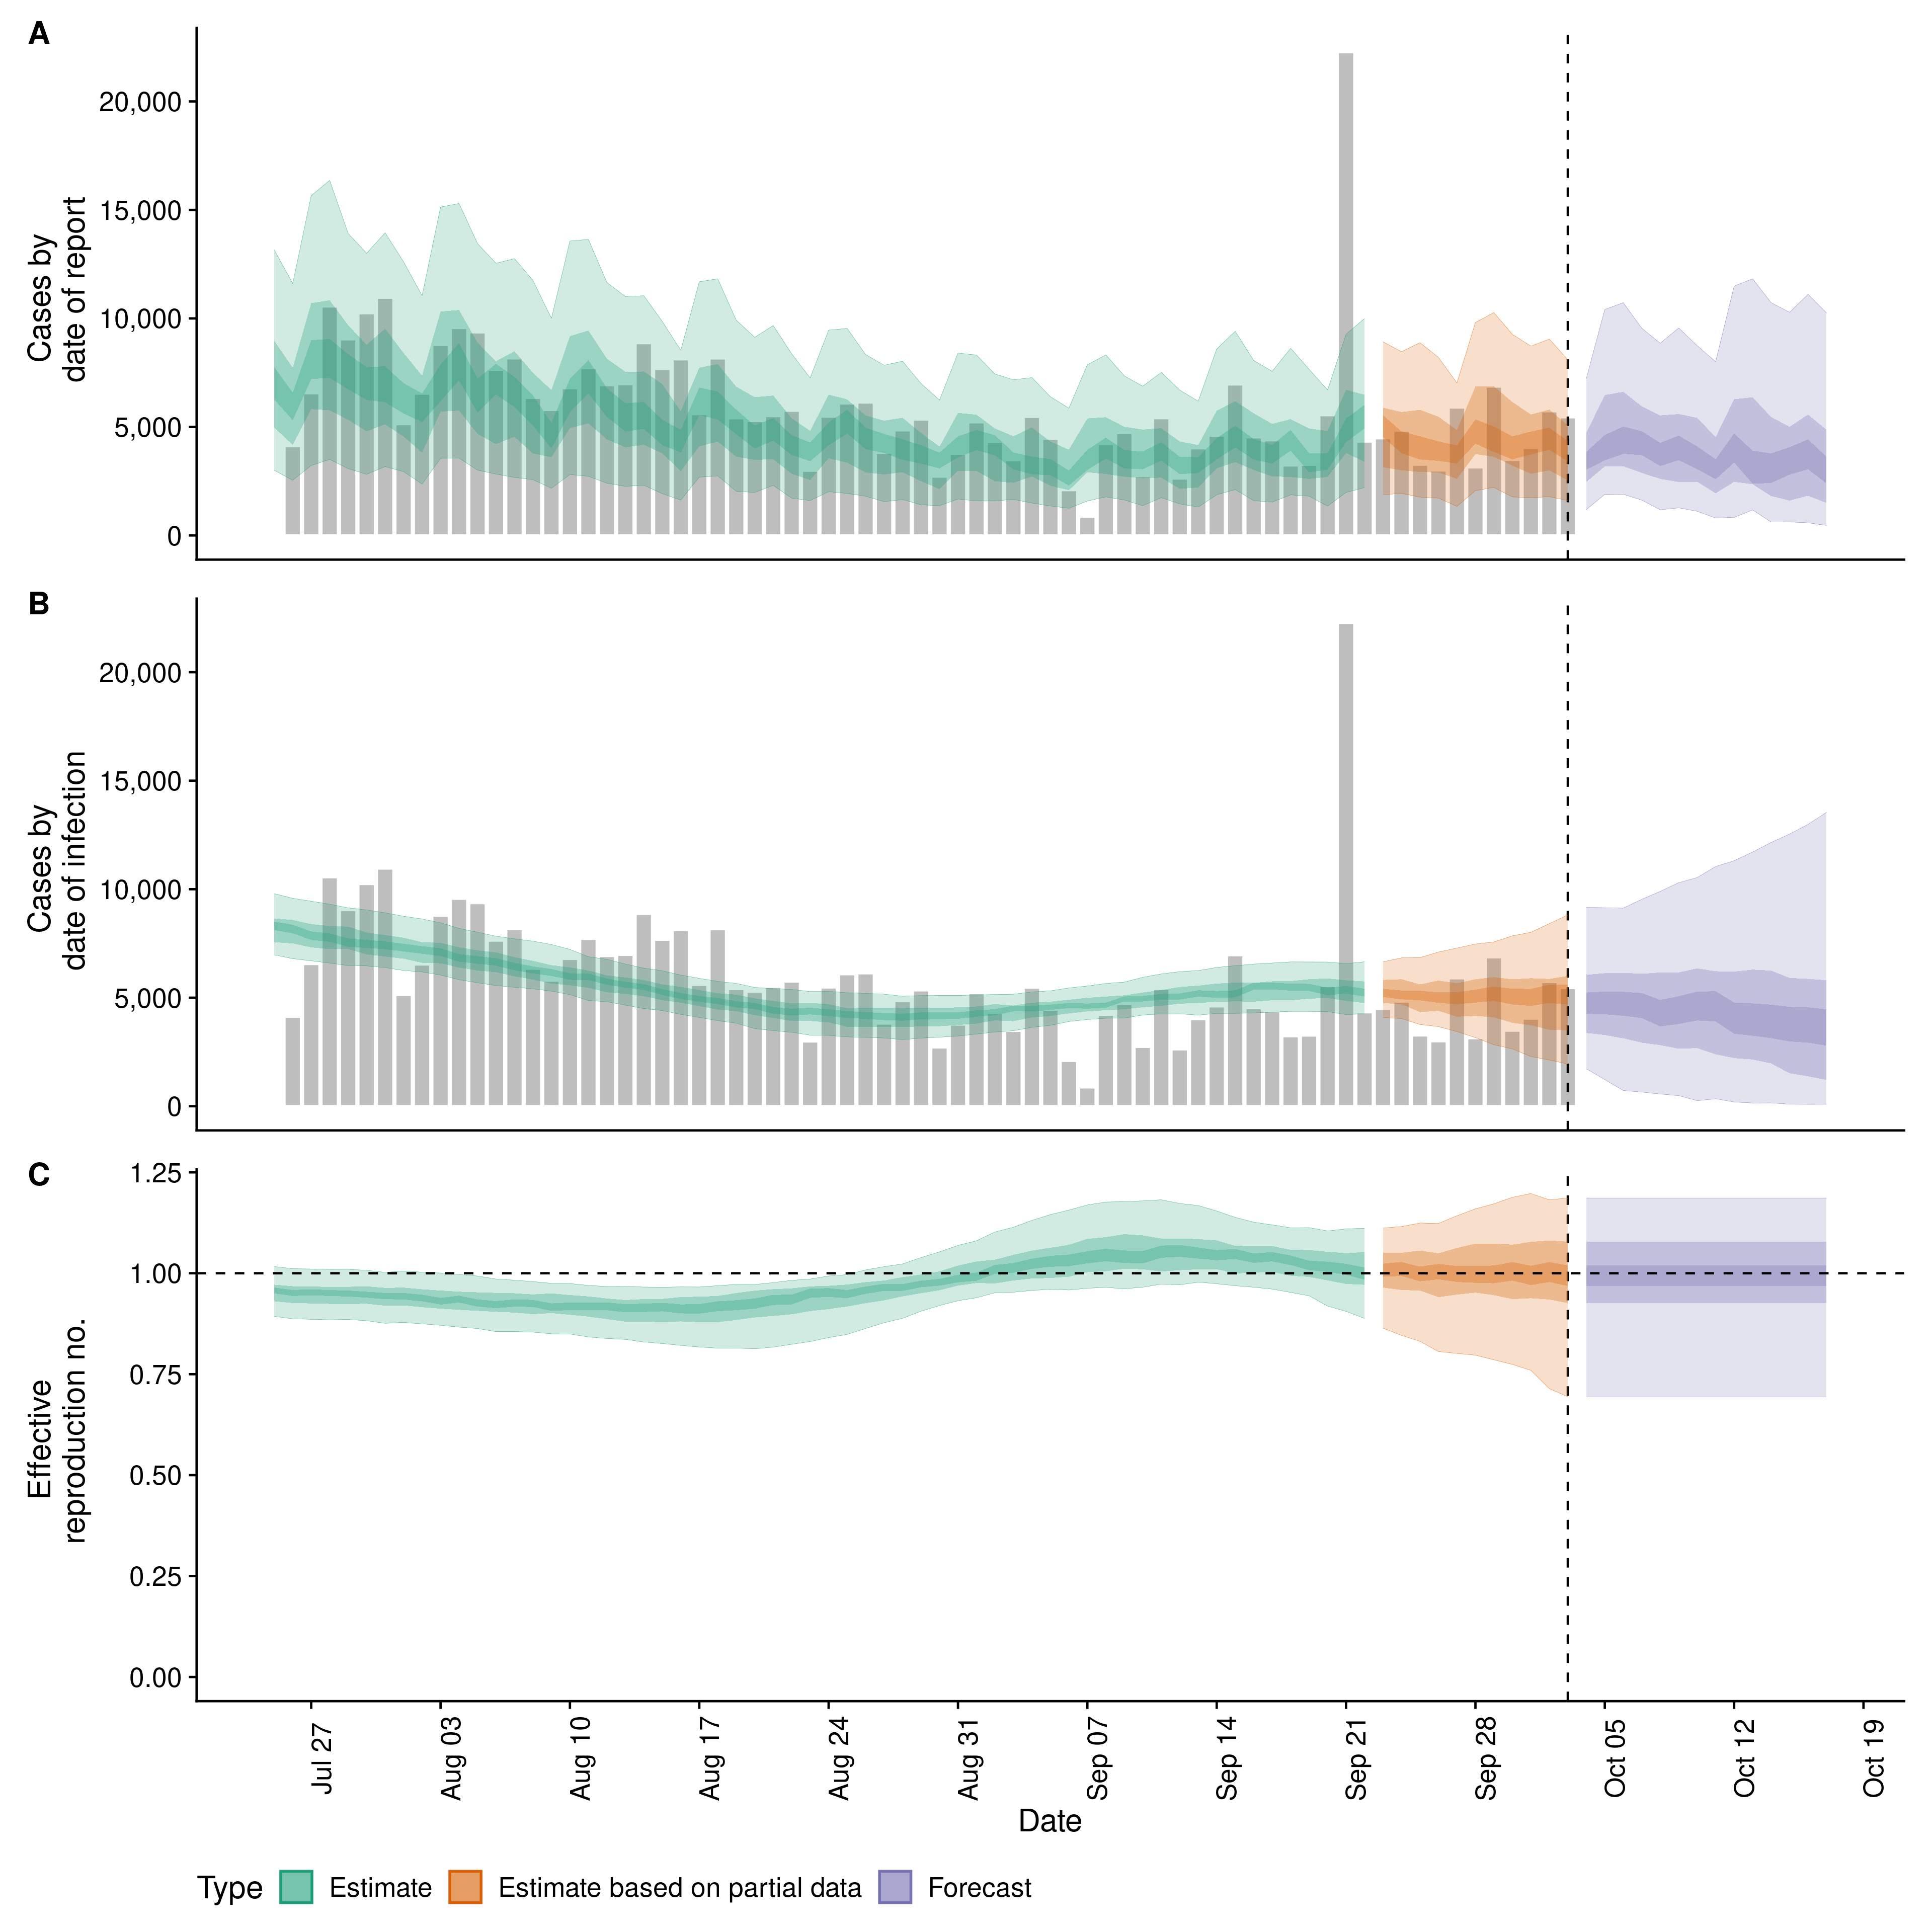 A
Cases by
date of report
20,000
15,000
10,000
5,000
0
B
Cases by
date of infection
20,000
15,000
10,000
5,000
0
C
Effective
reproduction no.
1.25
1.00
0.75
0.50
0.25
0.00
Jul 27
Aug 03
Aug 10
Aug 17
Aug 24
Aug 31
Sep 07
Sep 14
Sep 21
Sep 28
Oct 05
Oct 12
Oct 19
Date
Type Estimate Estimate based on partial data Forecast